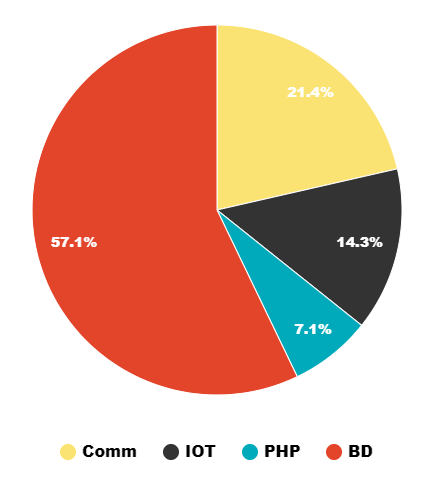 21.4%
57.1%
14.3%
7.1%
Comm IOT PHP BD